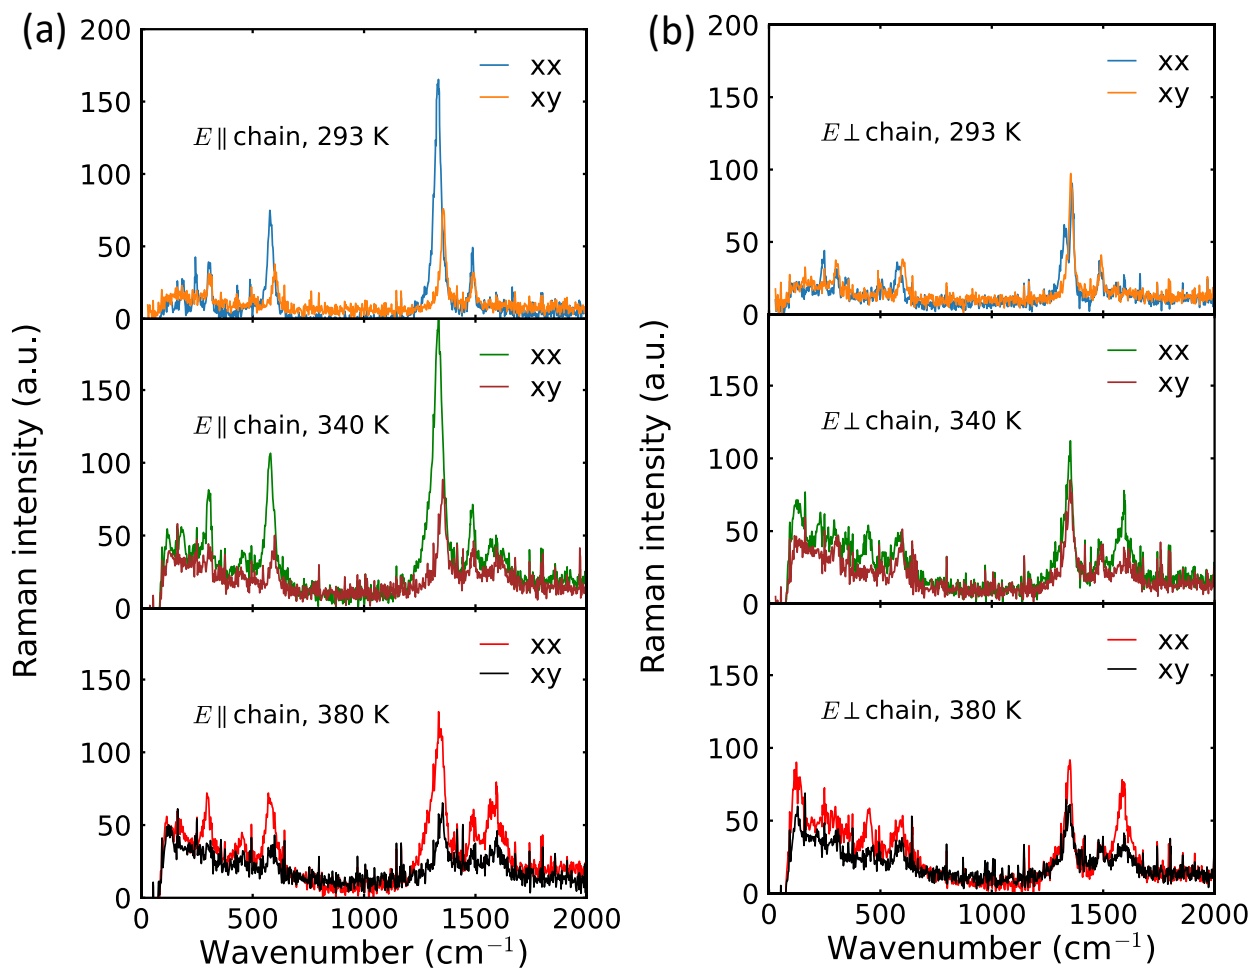 (a)
200
150
100
50
0
xx
xy
E ∥ chain, 293 K
150
100
50
0
xx
xy
E ∥ chain, 340 K
150
100
50
0
xx
xy
E ∥ chain, 380 K
0 500 1000 1500 2000
Wavenumber (cm⁻¹)
Raman intensity (a.u.)
(b)
200
150
100
50
0
xx
xy
E ⊥ chain, 293 K
150
100
50
0
xx
xy
E ⊥ chain, 340 K
150
100
50
0
xx
xy
E ⊥ chain, 380 K
0 500 1000 1500 2000
Wavenumber (cm⁻¹)
Raman intensity (a.u.)